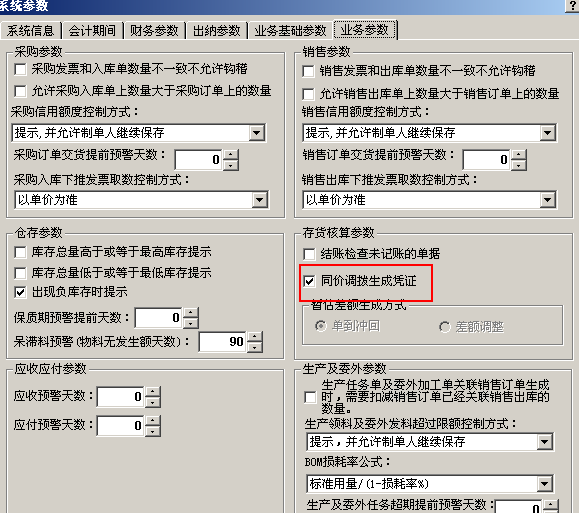 系统参数
?
系统信息 会计期间 财务参数 出纳参数 业务基础参数 业务参数
采购参数
采购发票和入库单数量不一致不允许钩稽
允许采购入库单上数量大于采购订单上的数量
采购信用额度控制方式：
提示, 并允许制单人继续保存
采购订单交货提前预警天数： 0
采购入库下推发票取数控制方式：
以单价为准
销售参数
销售发票和出库单数量不一致不允许钩稽
允许销售出库单上数量大于销售订单上的数量
销售信用额度控制方式：
提示, 并允许制单人继续保存
销售订单交货提前预警天数： 0
销售出库下推发票取数控制方式：
以单价为准
仓存参数
库存总量高于或等于最高库存提示
库存总量低于或等于最低库存提示
出现负库存时提示
保质期预警提前天数： 0
呆滞料预警(物料无发生额天数)： 90
存货核算参数
结账检查未记账的单据
同价调拨生成凭证
暂估差额生成方式
单到冲回 差额调整
应收应付参数
应收预警天数： 0
应付预警天数： 0
生产及委外参数
生产任务单及委外加工单关联销售订单生成
时，需要扣减销售订单已经关联销售出库的
数量。
生产领料及委外发料超过限额控制方式：
提示，并允许制单人继续保存
BOM损耗率公式：
标准用量/(1-损耗率%)
生产及委外任务超期提前预警天数： 0